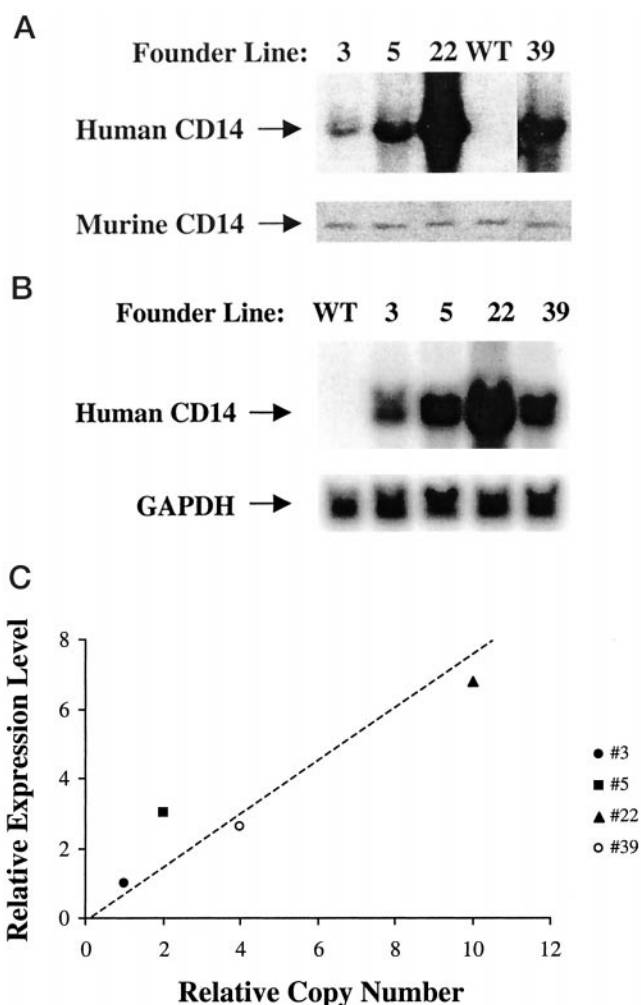 A
Founder Line: 3 5 22 WT 39
Human CD14
Murine CD14
B
Founder Line: WT 3 5 22 39
Human CD14
GAPDH
C
Relative Expression Level
8
6
4
2
0
0 2 4 6 8 10 12
Relative Copy Number
#3
#5
#22
#39